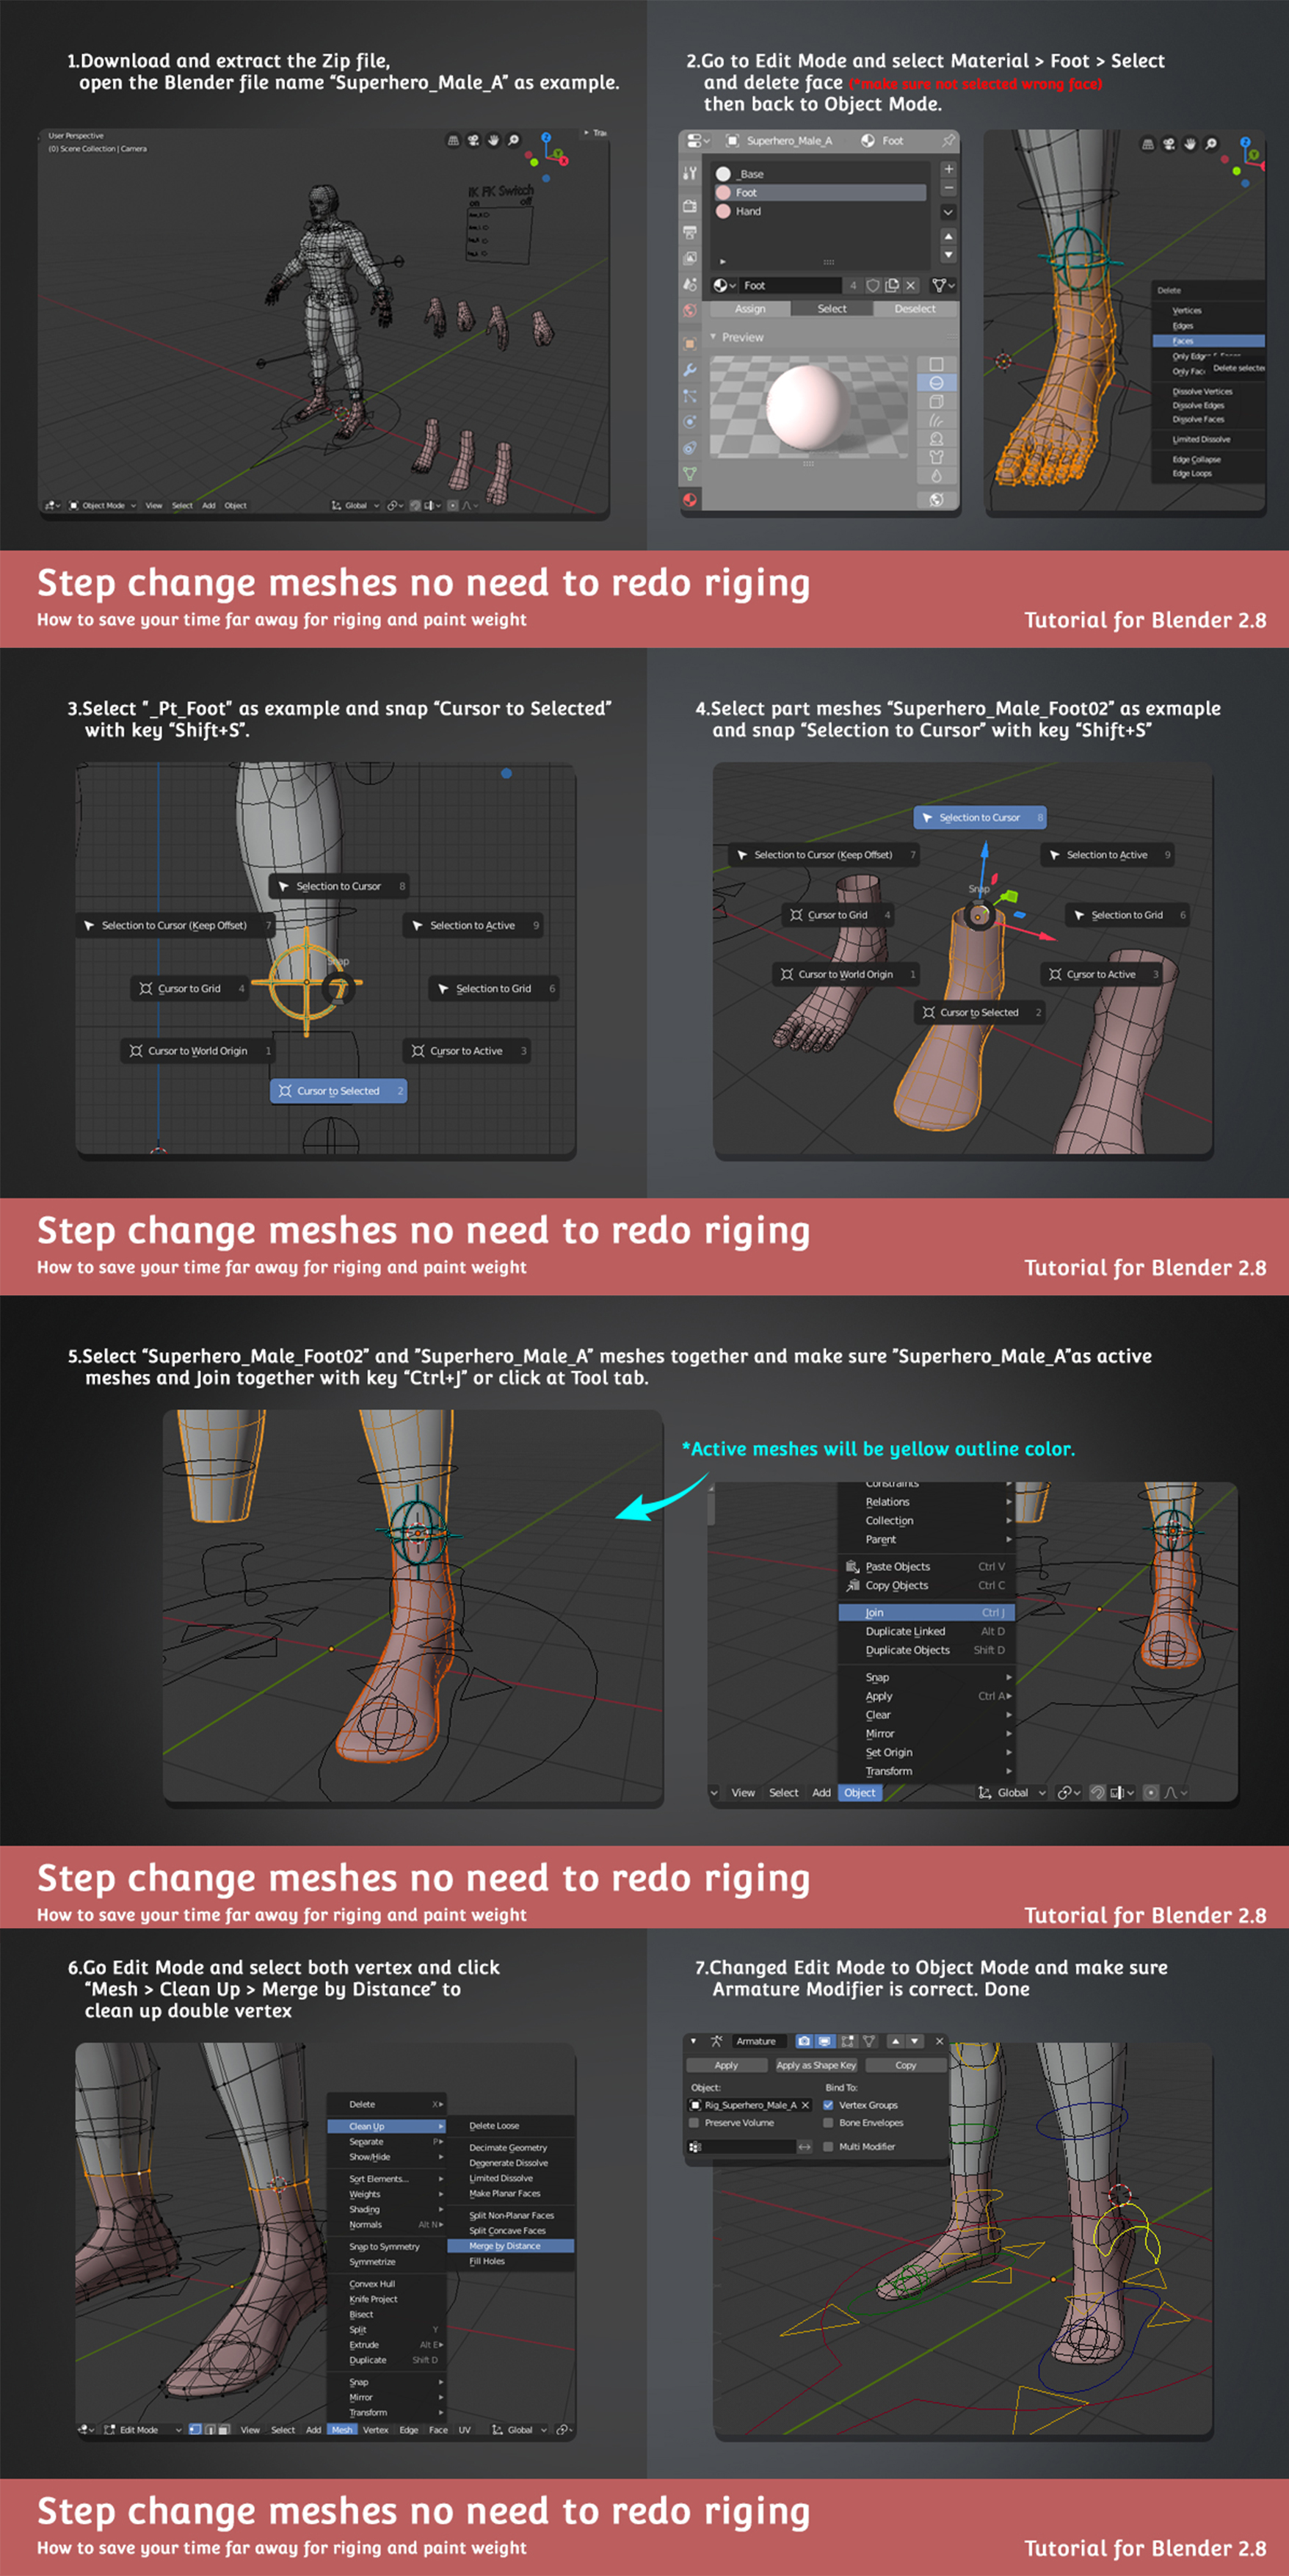 1.Download and extract the Zip file,
open the Blender file name “Superhero_Male_A” as example.
User Perspective
(0) Scene Collection | Camera
IK FK Switch
on off
Object Mode View Select Add Object Global
2.Go to Edit Mode and select Material > Foot > Select
and delete face (*make sure not selected wrong face)
then back to Object Mode.
Superhero_Male_A Foot
_Base
Foot
Hand
Foot 4
Assign Select Deselect
Preview
Delete
Vertices
Edges
Faces
Only Fac
Delete selected
Dissolve Vertices
Dissolve Edges
Dissolve Faces
Limited Dissolve
Edge Collapse
Edge Loops
Step change meshes no need to redo riging
How to save your time far away for riging and paint weight
Tutorial for Blender 2.8
3.Select "_Pt_Foot" as example and snap “Cursor to Selected”
with key “Shift+S”.
Selection to Cursor 8
Selection to Cursor (Keep Offset) 7
Selection to Active 9
Snap
Cursor to Grid 4
Selection to Grid 6
Cursor to World Origin 1
Cursor to Active 3
Cursor to Selected 2
4.Select part meshes “Superhero_Male_Foot02” as exmaple
and snap “Selection to Cursor” with key “Shift+S”
Selection to Cursor 8
Selection to Cursor (Keep Offset) 7
Selection to Active 9
Snap
Cursor to Grid 4
Selection to Grid 6
Cursor to World Origin 1
Cursor to Active 3
Cursor to Selected 2
Step change meshes no need to redo riging
How to save your time far away for riging and paint weight
Tutorial for Blender 2.8
5.Select “Superhero_Male_Foot02” and ”Superhero_Male_A” meshes together and make sure ”Superhero_Male_A”as active
meshes and Join together with key “Ctrl+J” or click at Tool tab.
*Active meshes will be yellow outline color.
Constraints
Relations
Collection
Parent
Paste Objects Ctrl V
Copy Objects Ctrl C
Join Ctrl J
Duplicate Linked Alt D
Duplicate Objects Shift D
Snap
Apply Ctrl A
Clear
Mirror
Set Origin
Transform
View Select Add Object Global
Step change meshes no need to redo riging
How to save your time far away for riging and paint weight
Tutorial for Blender 2.8
6.Go Edit Mode and select both vertex and click
“Mesh > Clean Up > Merge by Distance” to
clean up double vertex
Delete X
Clean Up
Separate P
Show/Hide
Sort Elements...
Weights
Shading
Normals Alt N
Snap to Symmetry
Symmetrize
Convex Hull
Knife Project
Bisect
Split Y
Extrude Alt E
Duplicate Shift D
Snap
Mirror
Transform
Delete Loose
Decimate Geometry
Degenerate Dissolve
Limited Dissolve
Make Planar Faces
Split Non-Planar Faces
Split Concave Faces
Merge by Distance
Fill Holes
Edit Mode View Select Add Mesh Vertex Edge Face UV Global
7.Changed Edit Mode to Object Mode and make sure
Armature Modifier is correct. Done
Armature
Apply Apply as Shape Key Copy
Object: Bind To:
Rig_Superhero_Male_A Vertex Groups
Preserve Volume Bone Envelopes
Multi Modifier
Step change meshes no need to redo riging
How to save your time far away for riging and paint weight
Tutorial for Blender 2.8